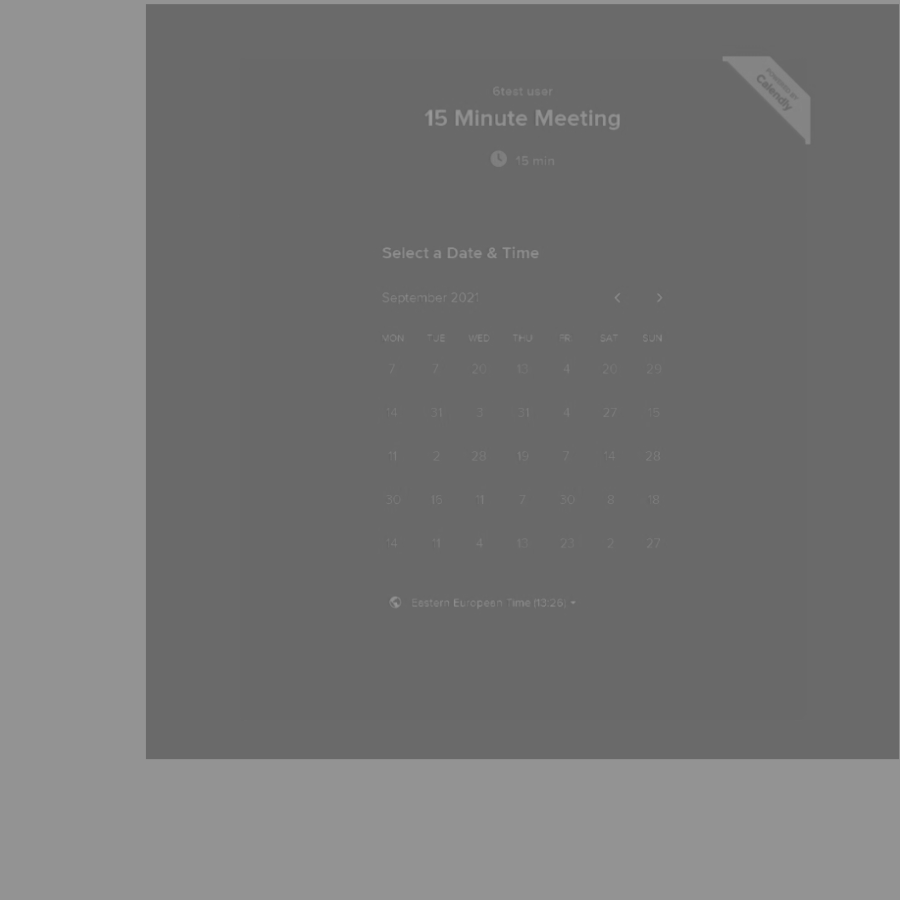 6test user
15 Minute Meeting
15 min
POWERED BY
Calendly
Select a Date & Time
September 2021
MON TUE WED THU FRI SAT SUN
7 7 20 13 4 20 29
14 31 3 31 4 27 15
11 2 28 19 7 14 28
30 16 11 7 30 8 18
14 11 4 13 23 2 27
Eastern European Time (13:26)